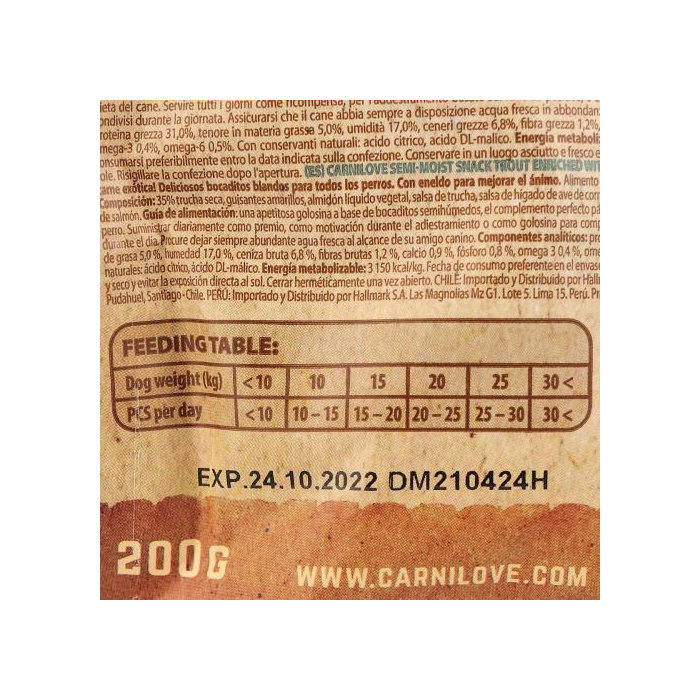 ieta del cane. Servire tutti i giorni come ricompensa, per l'addestramento
ondivisi durante la giornata. Assicurarsi che il cane abbia sempre a disposizione acqua fresca in abbondan
roteina grezza 31,0%, tenore in materia grassa 5,0%, umidità 17,0%, ceneri grezze 6,8%, fibra grezza 1,2%,
mega-3 0,4%, omega-6 0,5%. Con conservanti naturali: acido citrico, acido DL-malico. Energia metaboliz
onsumarsi preferibilmente entro la data indicata sulla confezione. Conservare in un luogo asciutto e fresco e
ole. Risigillare la confezione dopo l'apertura. (ES) CARNILOVE SEMI-MOIST SNACK TROUT ENRICHED WIT
ame exótica! Deliciosos bocaditos blandos para todos los perros. Con eneldo para mejorar el ánimo. Alimento
Composición: 35% trucha seca, guisantes amarillos, almidón líquido vegetal, salsa de trucha, salsa de hígado de ave de cor
de salmón. Guía de alimentación: una apetitosa golosina a base de bocaditos semihúmedos, el complemento perfecto pa
perro. Suministrar diariamente como premio, como motivación durante el adiestramiento o como golosina para comp
durante el día. Procure dejar siempre abundante agua fresca al alcance de su amigo canino. Componentes analíticos: pro
de grasa 5,0 %, humedad 17,0 %, ceniza bruta 6,8 %, fibras brutas 1,2 %, calcio 0,9 %, fósforo 0,8 %, omega 3 0,4 %, ome
naturales: ácido cítrico, ácido DL-málico. Energía metabolizable: 3 150 kcal/kg. Fecha de consumo preferente en el envase
y seco y evitar la exposición directa al sol. Cerrar herméticamente una vez abierto. CHILE: Importado y Distribuido por
Pudahuel, Santiago - Chile. PERÚ: Importado y Distribuido por Hallmark S.A. Las Magnolias Mz G1. Lote 5. Lima 15. Perú. Pr
FEEDING TABLE:
Dog weight (kg) <10 10 15 20 25 30<
PCS per day <10 10–15 15–20 20–25 25–30 30<
EXP.24.10.2022 DM210424H
200G
WWW.CARNILOVE.COM